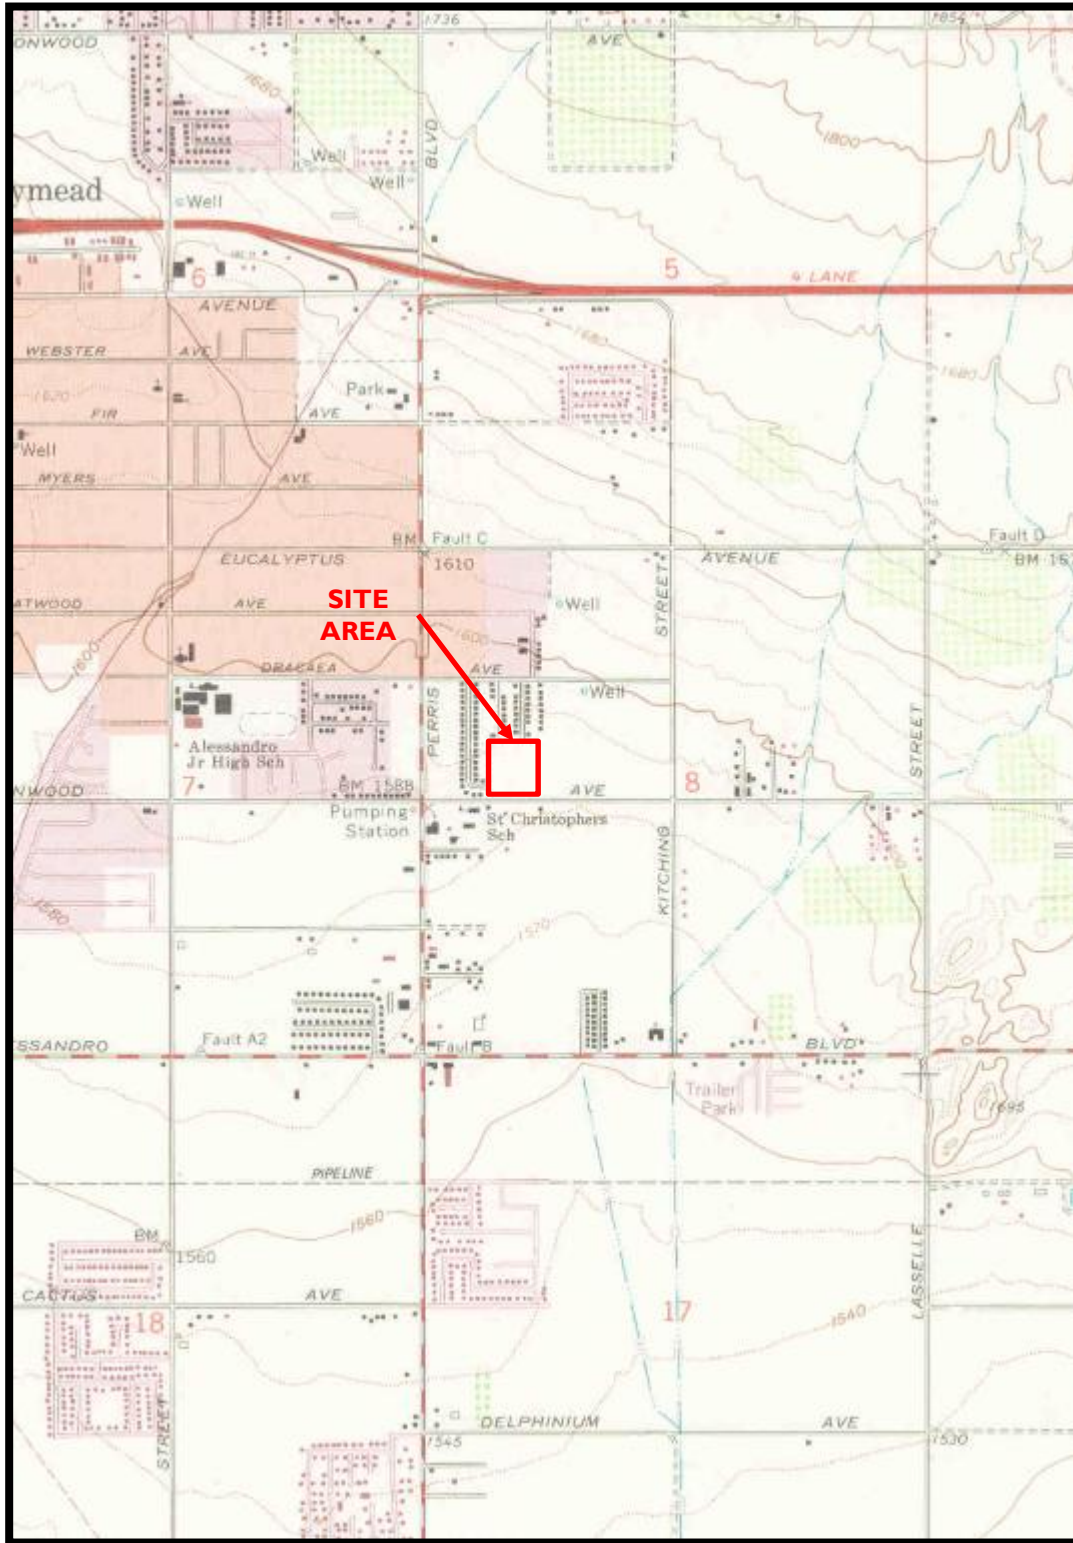 1736
1854
ONWOOD
AVE
1680
BLVD
1800
Well
Well
ymead
Well
6
5
4 LANE
AVENUE
1680
WEBSTER
AVE
1680
Park
1620
FIR
AVE
Well
MYERS
AVE
BM
Fault C
Fault D
EUCALYPTUS
1610
AVENUE
BM 161
STREET
ATWOOD
AVE
SITE
AREA
Well
1600
1600
DRACAEA
AVE
Well
PERRIS
STREET
Alessandro
Jr High Sch
7
BM 1588
8
NWOOD
AVE
Pumping
Station
St Christophers
Sch
KITCHING
1580
1570
SSANDRO
Fault A2
Fault B
BLVD
Trailer
Park
1695
PIPELINE
1560
BM
1560
LASSELLE
CACTUS
AVE
18
17
1540
STREET
DELPHINIUM
AVE
1545
1530